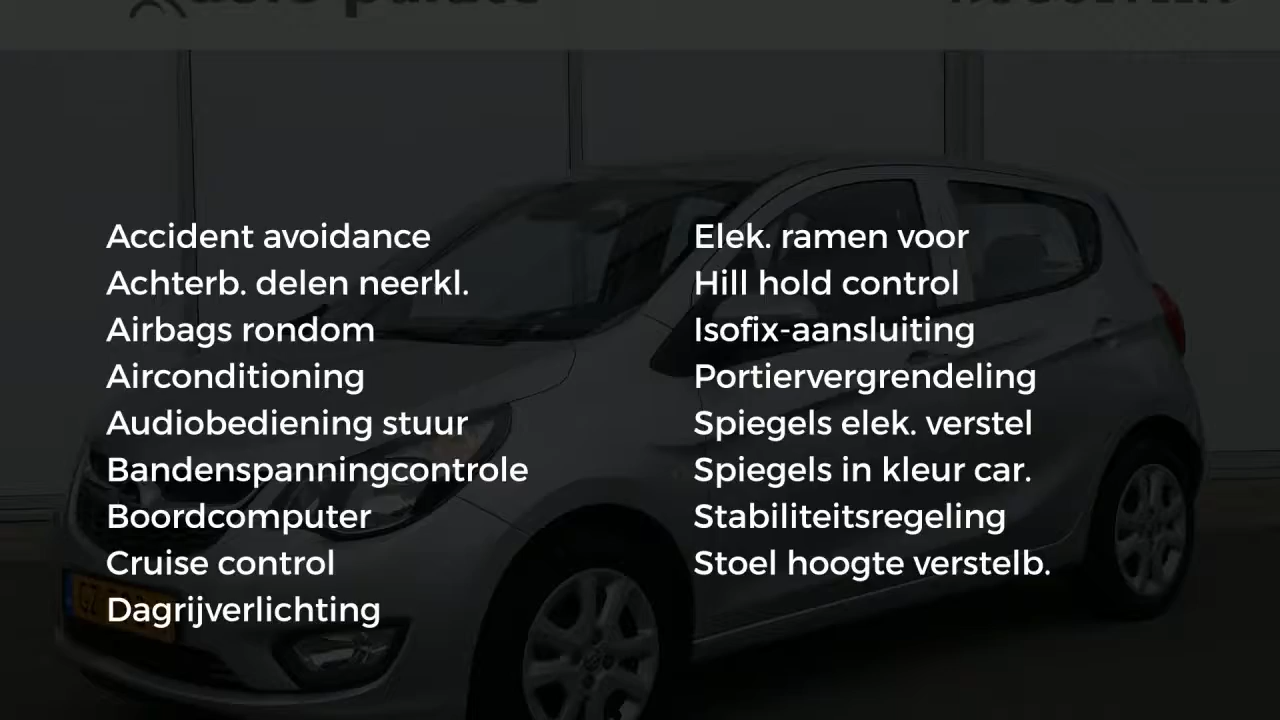 Accident avoidance
Achterb. delen neerkl.
Airbags rondom
Airconditioning
Audiobediening stuur
Bandenspanningcontrole
Boordcomputer
Cruise control
Dagrijverlichting
Elek. ramen voor
Hill hold control
Isofix-aansluiting
Portiervergrendeling
Spiegels elek. verstel
Spiegels in kleur car.
Stabiliteitsregeling
Stoel hoogte verstelb.